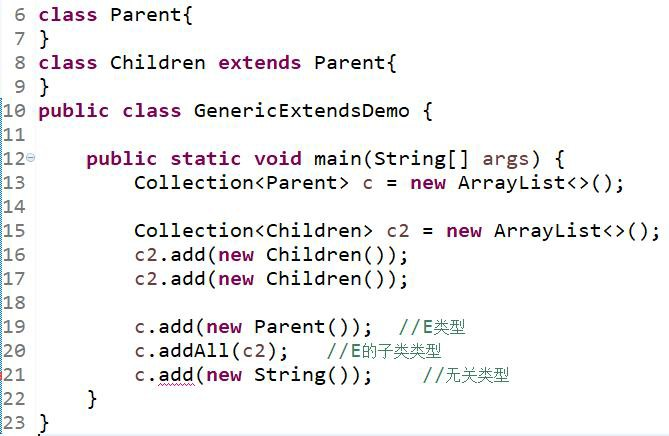 6 class Parent{
7 }
8 class Children extends Parent{
9 }
10 public class GenericExtendsDemo {
11
12 public static void main(String[] args) {
13 Collection<Parent> c = new ArrayList<>();
14
15 Collection<Children> c2 = new ArrayList<>();
16 c2.add(new Children());
17 c2.add(new Children());
18
19 c.add(new Parent()); //E类型
20 c.addAll(c2); //E的子类类型
21 c.add(new String()); //无关类型
22 }
23 }